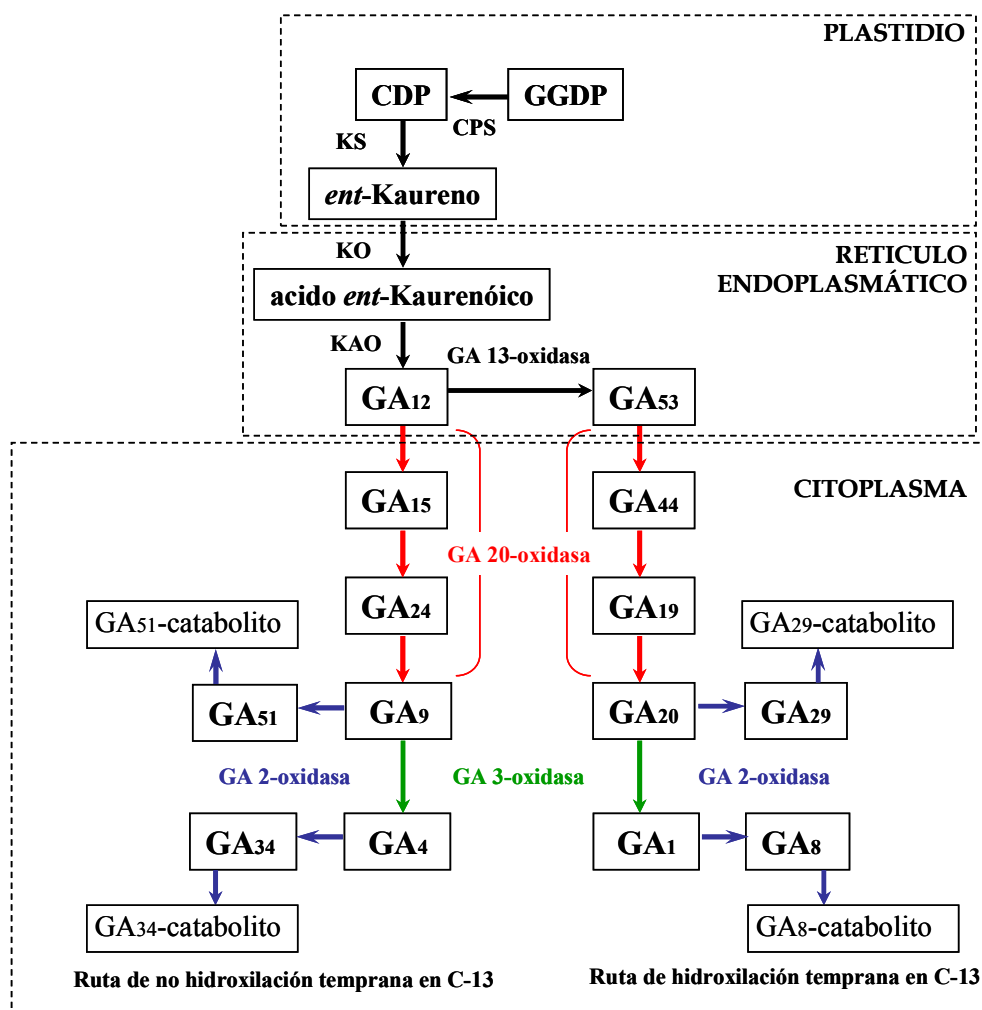 PLASTIDIO
CDP
GGDP
CPS
KS
ent-Kaureno
KO
RETICULO
ENDOPLASMÁTICO
acido ent-Kaurenóico
KAO
GA 13-oxidasa
GA12
GA53
CITOPLASMA
GA15
GA44
GA 20-oxidasa
GA24
GA19
GA51-catabolito
GA29-catabolito
GA51
GA9
GA20
GA29
GA 2-oxidasa
GA 3-oxidasa
GA 2-oxidasa
GA34
GA4
GA1
GA8
GA34-catabolito
GA8-catabolito
Ruta de no hidroxilación temprana en C-13
Ruta de hidroxilación temprana en C-13